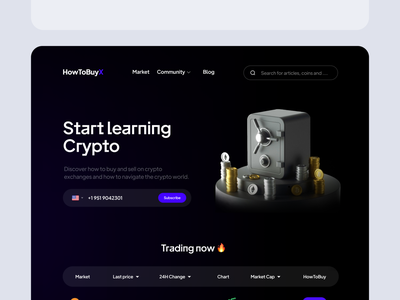 HowToBuyX
Market Community Blog
Search for articles, coins and ....
Start learning
Crypto
Discover how to buy and sell on crypto
exchanges and how to navigate the crypto world.
+1 951 9042301 Subscribe
Trading now 🔥
Market Last price 24H Change Chart Market Cap HowToBuy